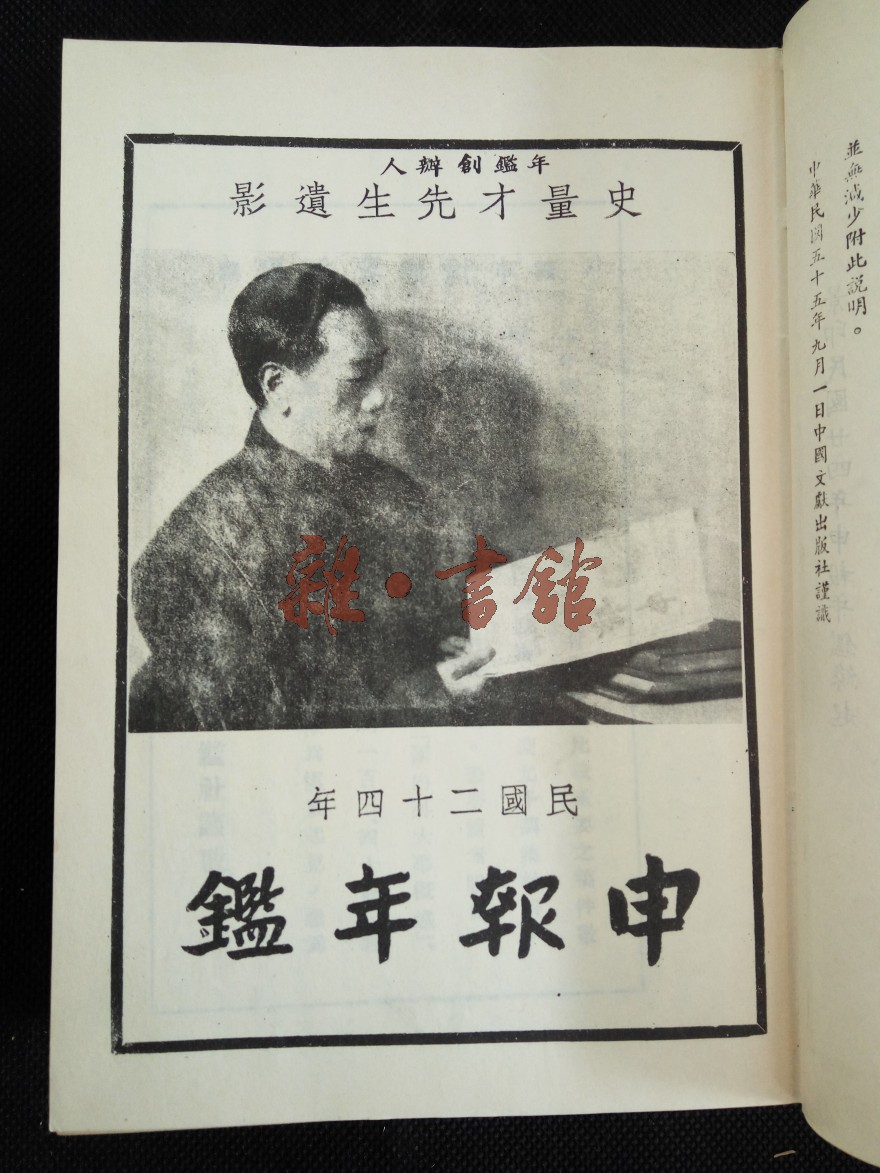 並無減少附此説明。
中華民國五十五年九月一日中國文獻出版社謹識
年鑑創辦人
史量才先生遺影
雜·書館
民國二十四年
申報年鑑